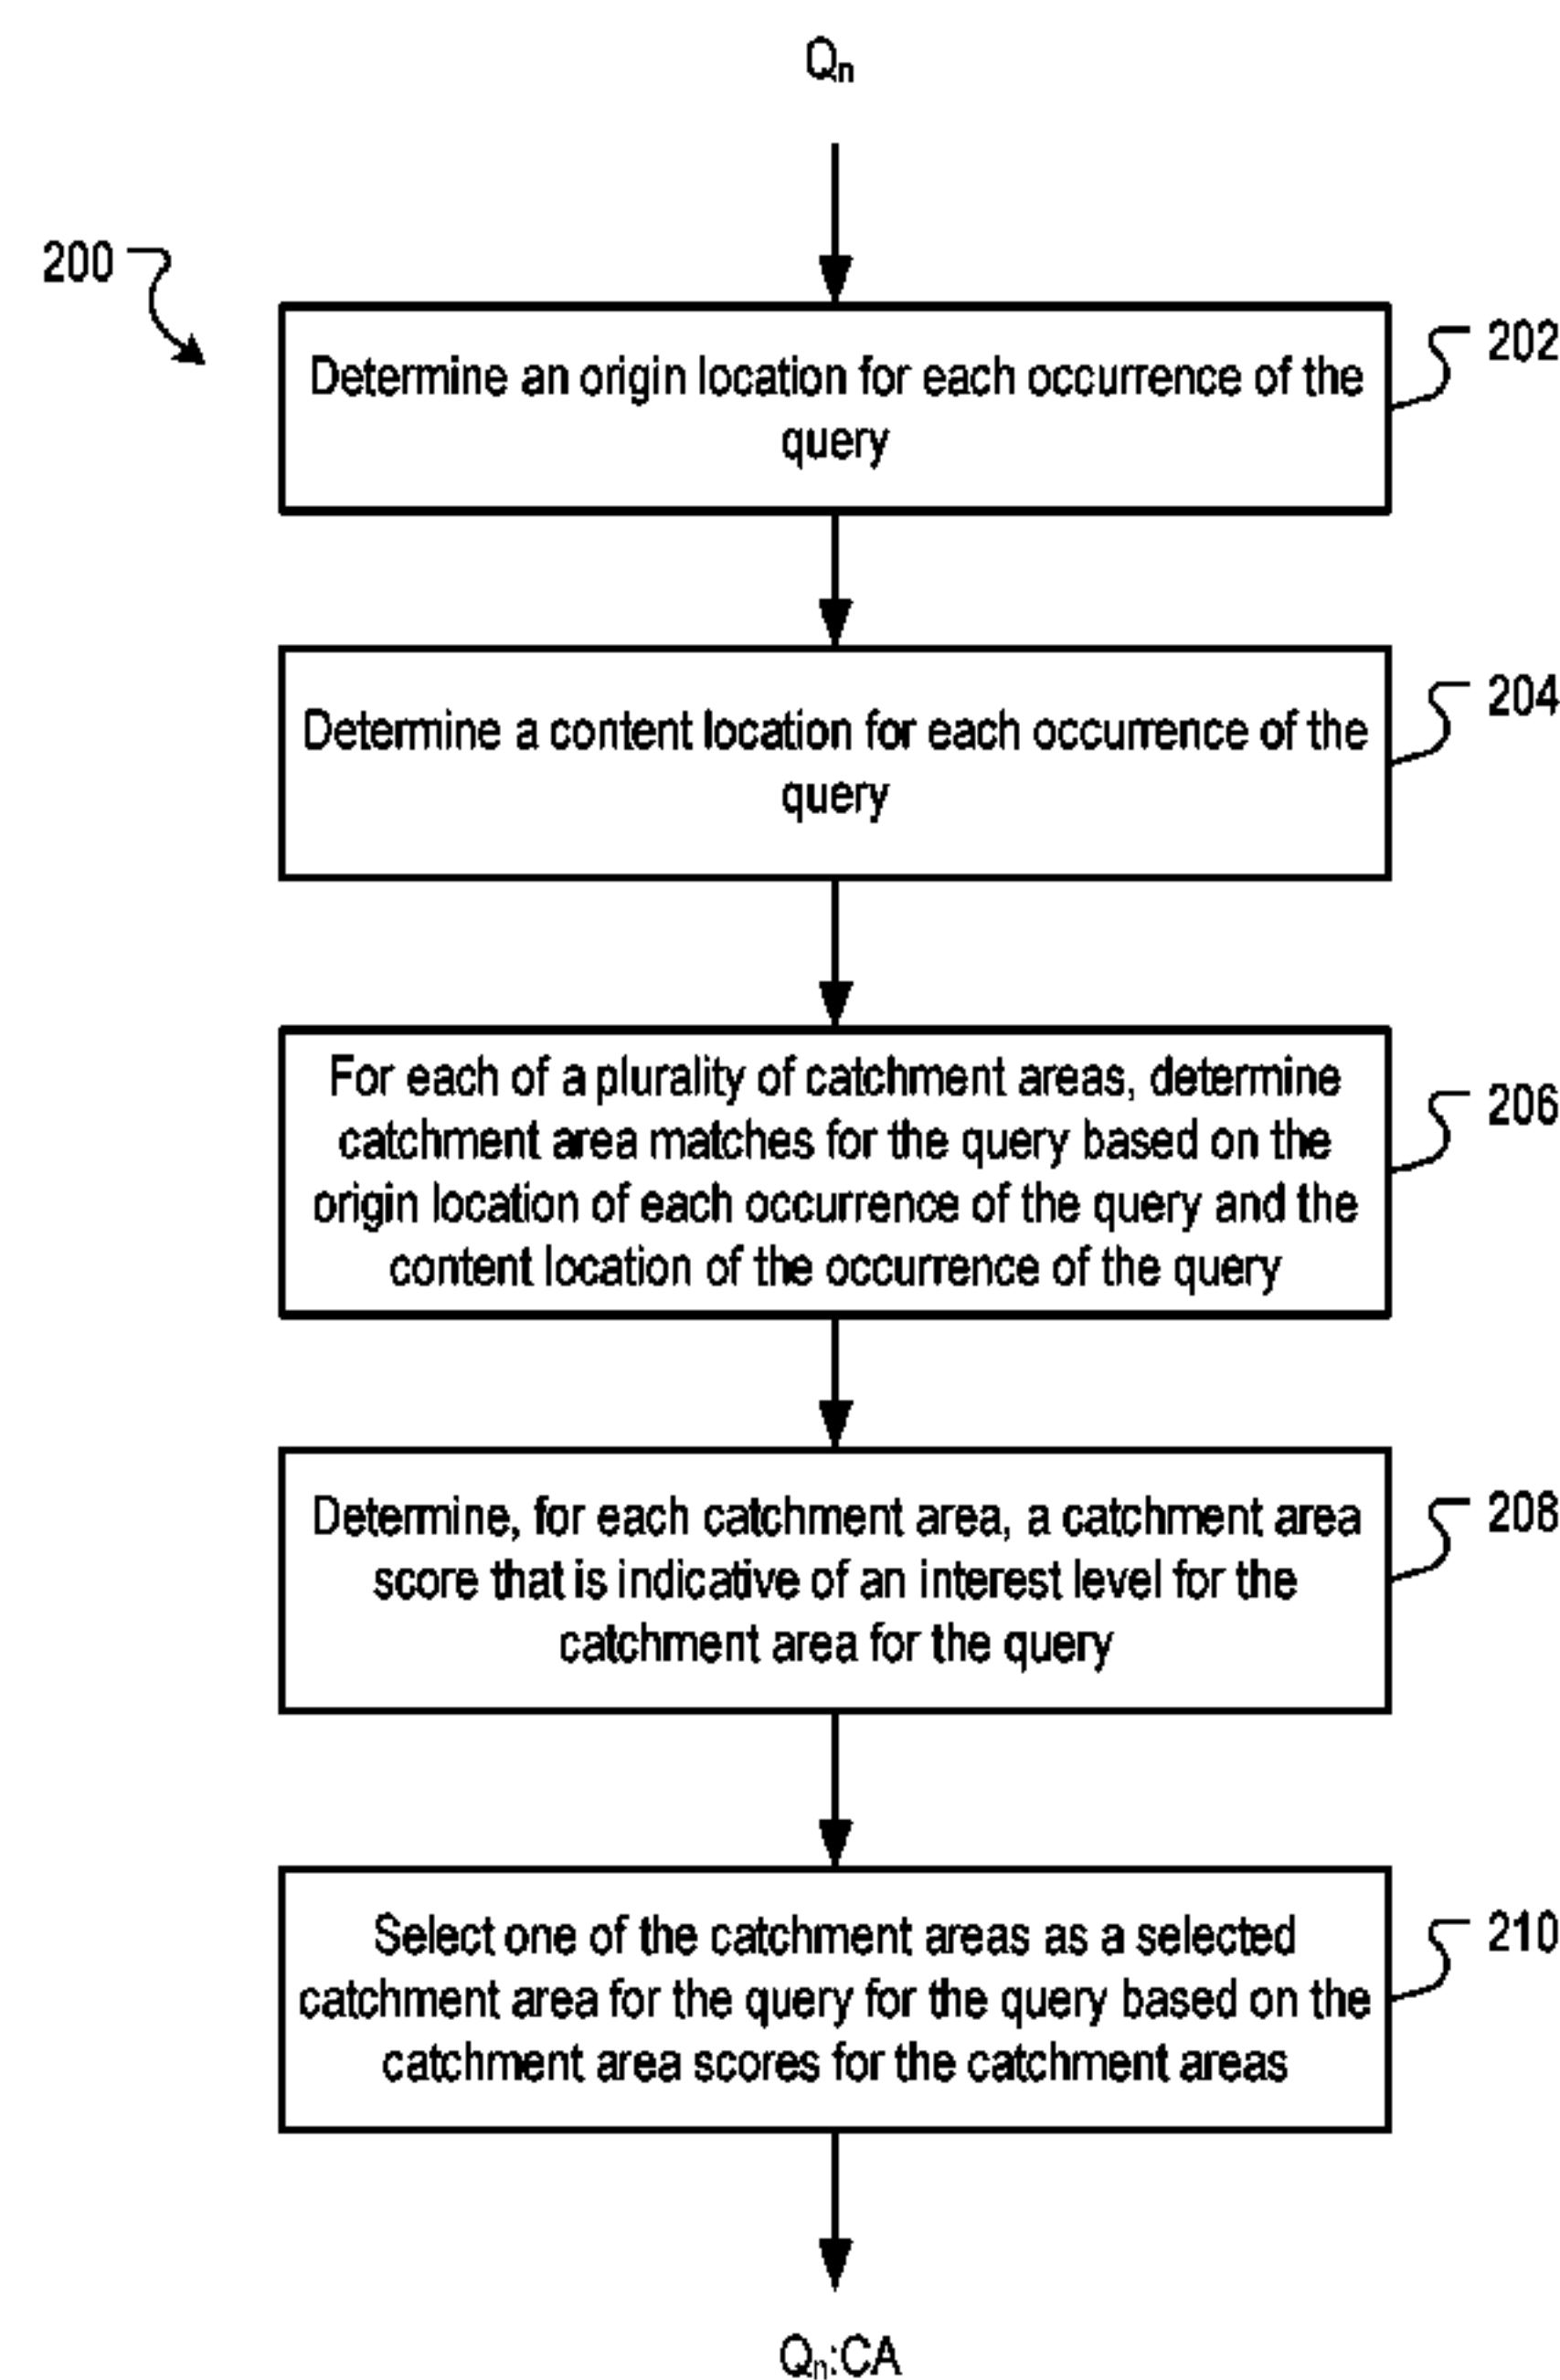 Qn
200
Determine an origin location for each occurrence of the
query
202
Determine a content location for each occurrence of the
query
204
For each of a plurality of catchment areas, determine
catchment area matches for the query based on the
origin location of each occurrence of the query and the
content location of the occurrence of the query
206
Determine, for each catchment area, a catchment area
score that is indicative of an interest level for the
catchment area for the query
208
Select one of the catchment areas as a selected
catchment area for the query for the query based on the
catchment area scores for the catchment areas
210
Qn:CA